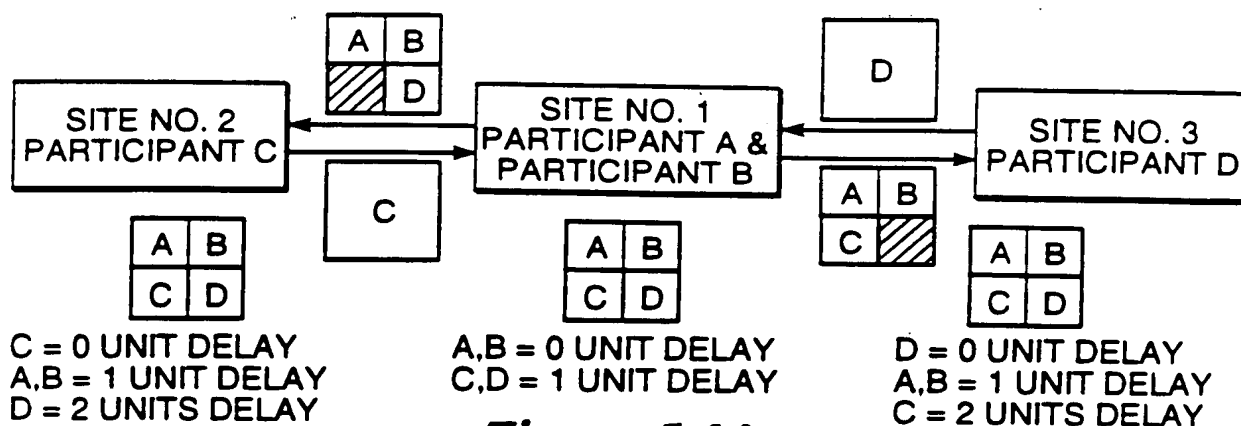 A B
D
D
SITE NO. 2
PARTICIPANT C
SITE NO. 1
PARTICIPANT A &
PARTICIPANT B
SITE NO. 3
PARTICIPANT D
C
A B
C
A B
C D
A B
C D
A B
C D
C = 0 UNIT DELAY
A,B = 1 UNIT DELAY
D = 2 UNITS DELAY
A,B = 0 UNIT DELAY
C,D = 1 UNIT DELAY
D = 0 UNIT DELAY
A,B = 1 UNIT DELAY
C = 2 UNITS DELAY